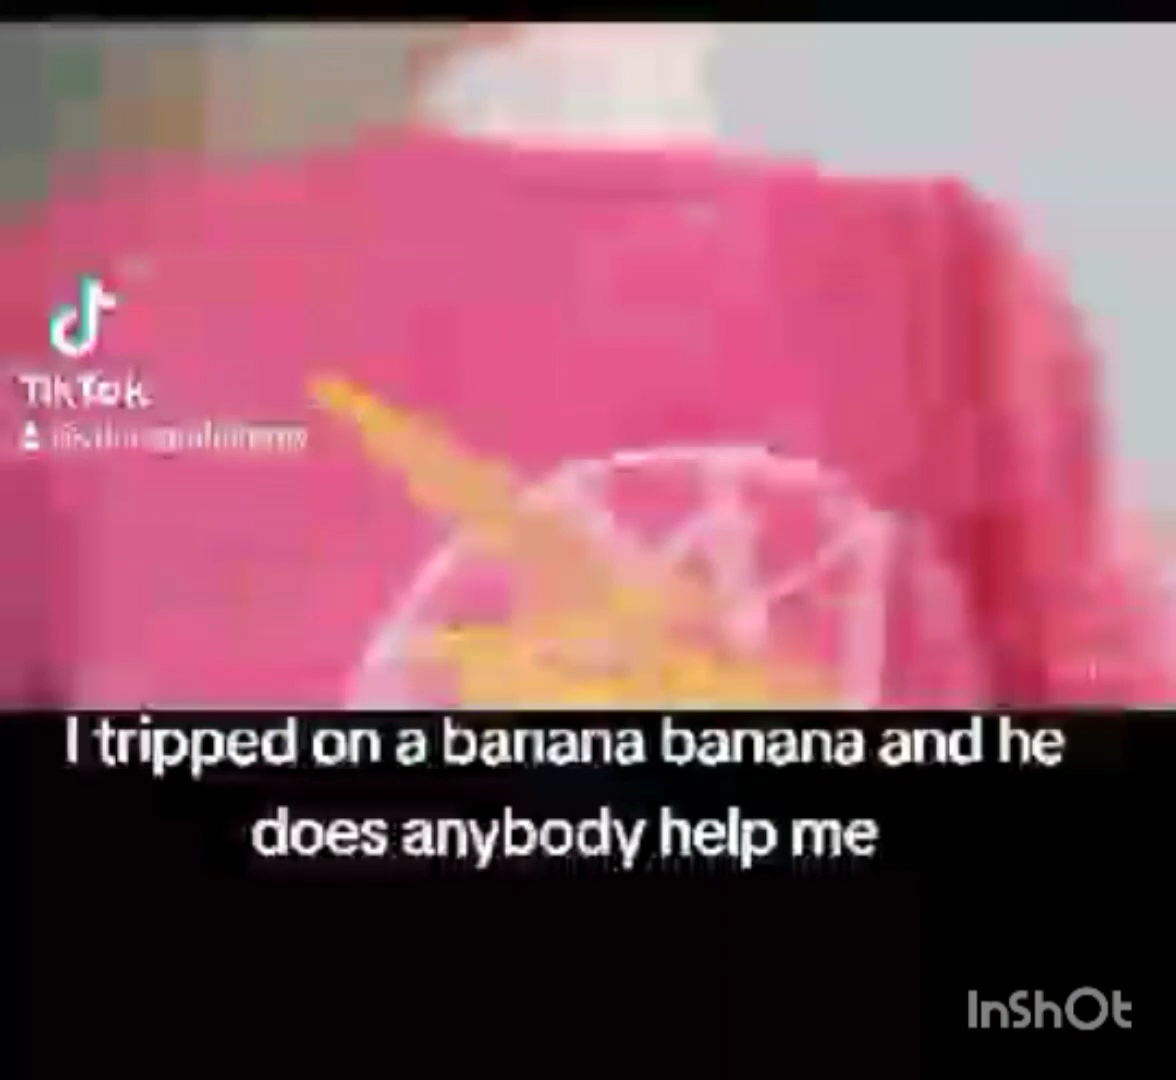 TikTok
I tripped on a banana banana and he
does anybody help me
InShOt